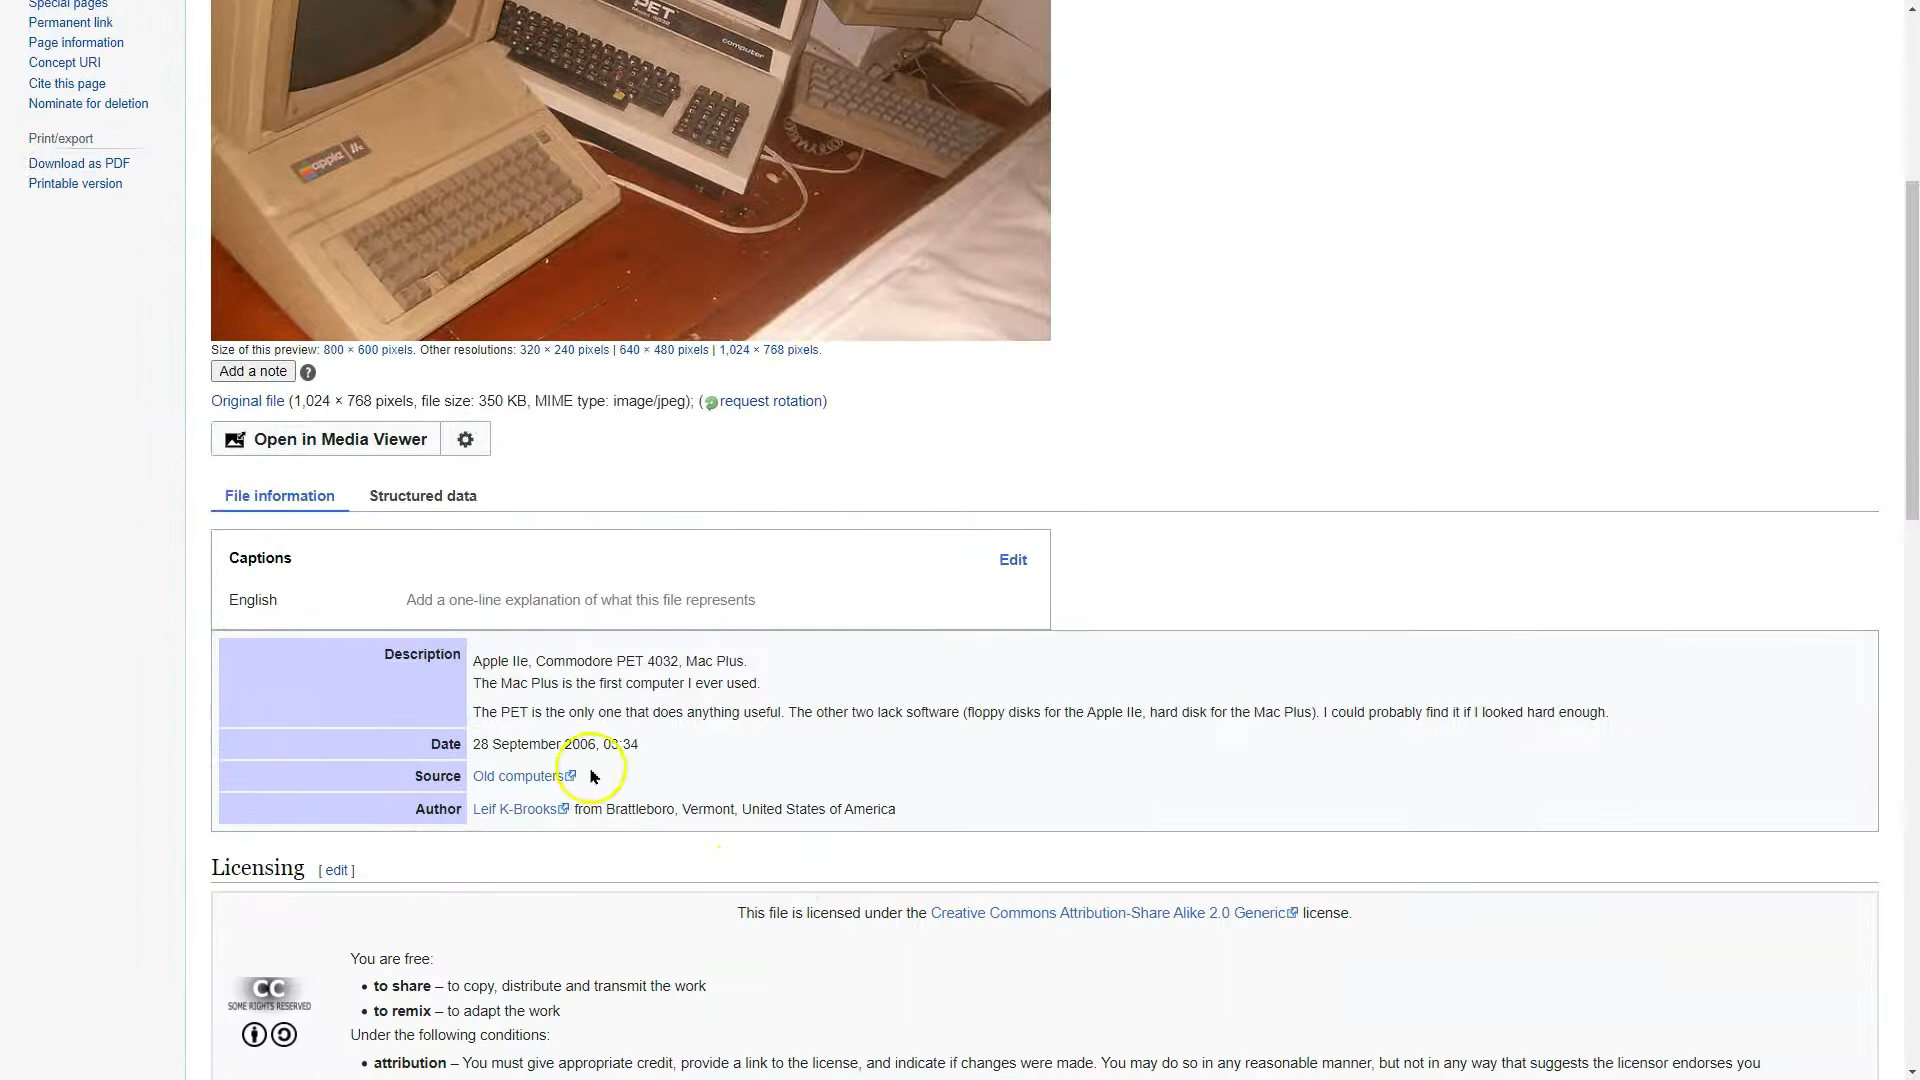 Special pages
Permanent link
Page information
Concept URI
Cite this page
Nominate for deletion
Print/export
Download as PDF
Printable version
PET
computer
apple IIe
Size of this preview: 800 × 600 pixels. Other resolutions: 320 × 240 pixels | 640 × 480 pixels | 1,024 × 768 pixels.
Add a note ?
Original file (1,024 × 768 pixels, file size: 350 KB, MIME type: image/jpeg); (request rotation)
Open in Media Viewer
File information Structured data
Captions Edit
English Add a one-line explanation of what this file represents
Description Apple IIe, Commodore PET 4032, Mac Plus.
The Mac Plus is the first computer I ever used.
The PET is the only one that does anything useful. The other two lack software (floppy disks for the Apple IIe, hard disk for the Mac Plus). I could probably find it if I looked hard enough.
Date 28 September 2006, 03:34
Source Old computers
Author Leif K-Brooks from Brattleboro, Vermont, United States of America
Licensing [ edit ]
This file is licensed under the Creative Commons Attribution-Share Alike 2.0 Generic license.
You are free:
• to share – to copy, distribute and transmit the work
CC
SOME RIGHTS RESERVED
• to remix – to adapt the work
Under the following conditions:
• attribution – You must give appropriate credit, provide a link to the license, and indicate if changes were made. You may do so in any reasonable manner, but not in any way that suggests the licensor endorses you